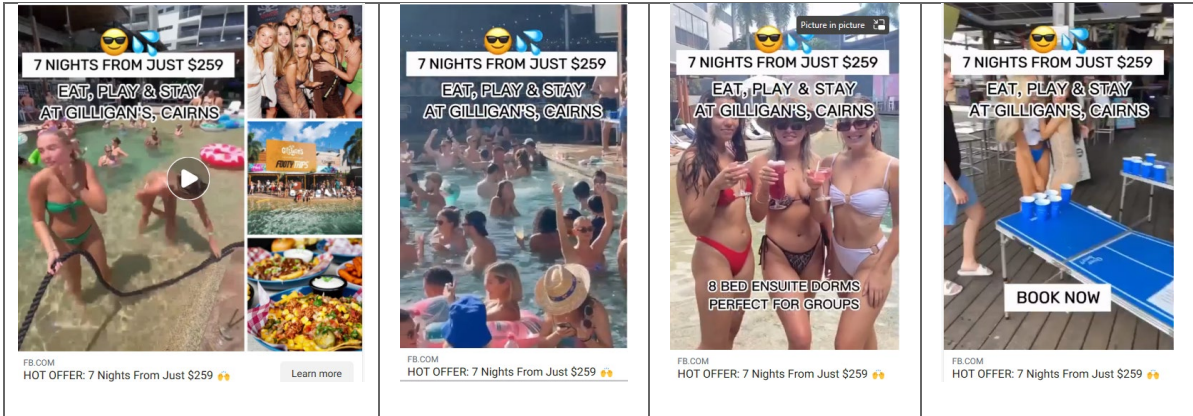 7 NIGHTS FROM JUST $259
EAT, PLAY & STAY
AT GILLIGAN'S, CAIRNS
Gilligan's
FOOTY TRIPS
FB.COM
HOT OFFER: 7 Nights From Just $259 🙌
Learn more
7 NIGHTS FROM JUST $259
EAT, PLAY & STAY
AT GILLIGAN'S, CAIRNS
FB.COM
HOT OFFER: 7 Nights From Just $259 🙌
Picture in picture
7 NIGHTS FROM JUST $259
EAT, PLAY & STAY
AT GILLIGAN'S, CAIRNS
8 BED ENSUITE DORMS
PERFECT FOR GROUPS
FB.COM
HOT OFFER: 7 Nights From Just $259 🙌
7 NIGHTS FROM JUST $259
EAT, PLAY & STAY
AT GILLIGAN'S, CAIRNS
BOOK NOW
FB.COM
HOT OFFER: 7 Nights From Just $259 🙌